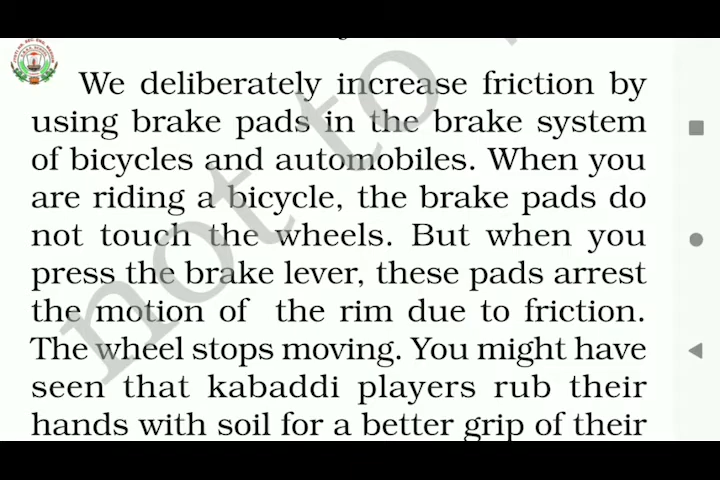 We deliberately increase friction by
using brake pads in the brake system
of bicycles and automobiles. When you
are riding a bicycle, the brake pads do
not touch the wheels. But when you
press the brake lever, these pads arrest
the motion of the rim due to friction.
The wheel stops moving. You might have
seen that kabaddi players rub their
hands with soil for a better grip of their
not to